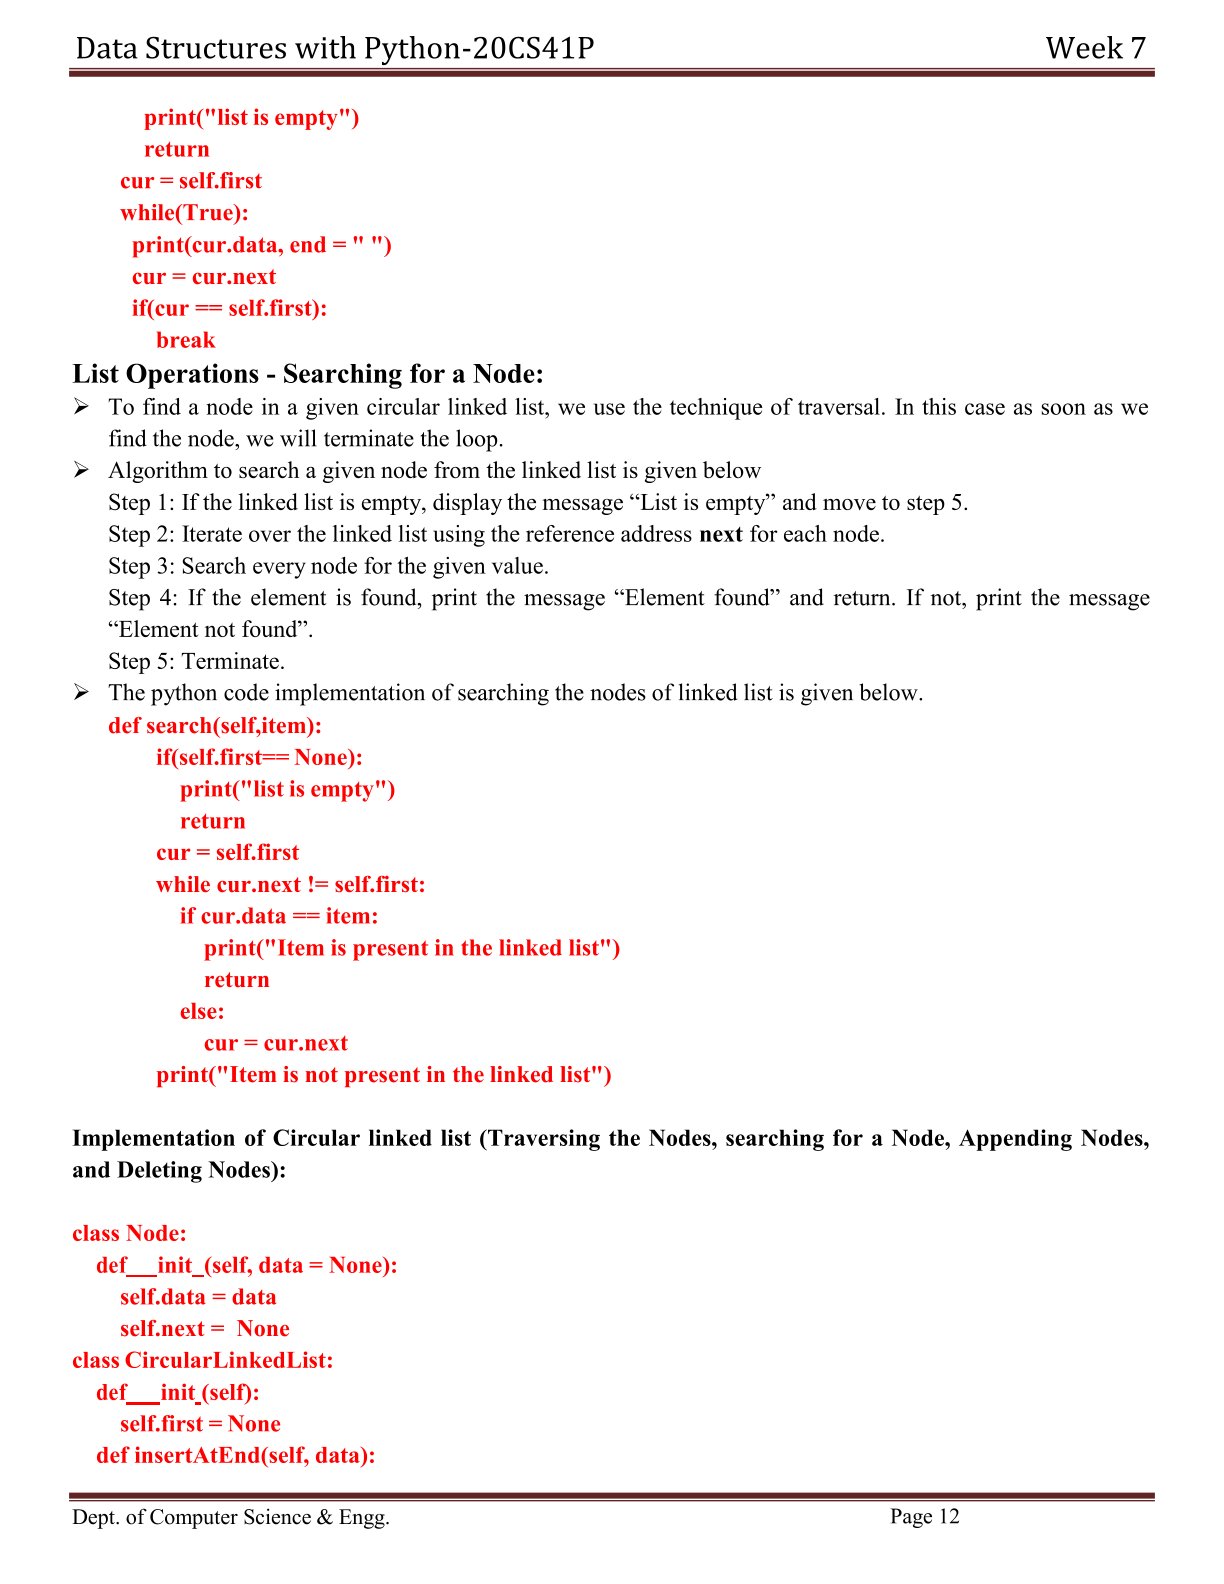 Data Structures with Python-20CS41P Week 7
print("list is empty")
return
cur = self.first
while(True):
print(cur.data, end = " ")
cur = cur.next
if(cur == self.first):
break
List Operations - Searching for a Node:
➢ To find a node in a given circular linked list, we use the technique of traversal. In this case as soon as we
find the node, we will terminate the loop.
➢ Algorithm to search a given node from the linked list is given below
Step 1: If the linked list is empty, display the message “List is empty” and move to step 5.
Step 2: Iterate over the linked list using the reference address next for each node.
Step 3: Search every node for the given value.
Step 4: If the element is found, print the message “Element found” and return. If not, print the message
“Element not found”.
Step 5: Terminate.
➢ The python code implementation of searching the nodes of linked list is given below.
def search(self,item):
if(self.first== None):
print("list is empty")
return
cur = self.first
while cur.next != self.first:
if cur.data == item:
print("Item is present in the linked list")
return
else:
cur = cur.next
print("Item is not present in the linked list")
Implementation of Circular linked list (Traversing the Nodes, searching for a Node, Appending Nodes,
and Deleting Nodes):
class Node:
def__init_(self, data = None):
self.data = data
self.next = None
class CircularLinkedList:
def__init_(self):
self.first = None
def insertAtEnd(self, data):
Dept. of Computer Science & Engg. Page 12